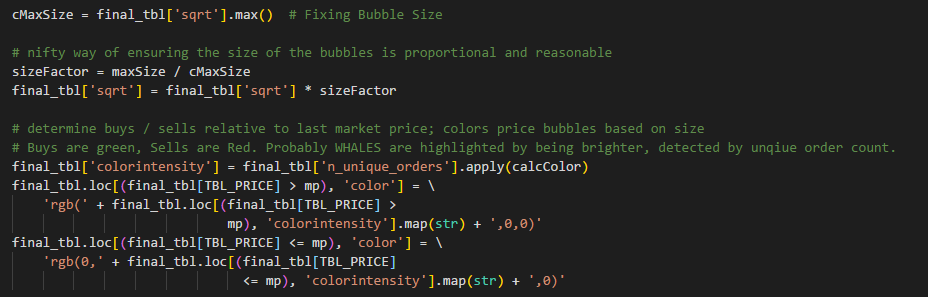 cMaxSize = final_tbl['sqrt'].max()  # Fixing Bubble Size
# nifty way of ensuring the size of the bubbles is proportional and reasonable
sizeFactor = maxSize / cMaxSize
final_tbl['sqrt'] = final_tbl['sqrt'] * sizeFactor
# determine buys / sells relative to last market price; colors price bubbles based on size
# Buys are green, Sells are Red. Probably WHALES are highlighted by being brighter, detected by unqiue order count.
final_tbl['colorintensity'] = final_tbl['n_unique_orders'].apply(calcColor)
final_tbl.loc[(final_tbl[TBL_PRICE] > mp), 'color'] = \
    'rgb(' + final_tbl.loc[(final_tbl[TBL_PRICE] >
                            mp), 'colorintensity'].map(str) + ',0,0)'
final_tbl.loc[(final_tbl[TBL_PRICE] <= mp), 'color'] = \
    'rgb(0,' + final_tbl.loc[(final_tbl[TBL_PRICE]
                              <= mp), 'colorintensity'].map(str) + ',0)'